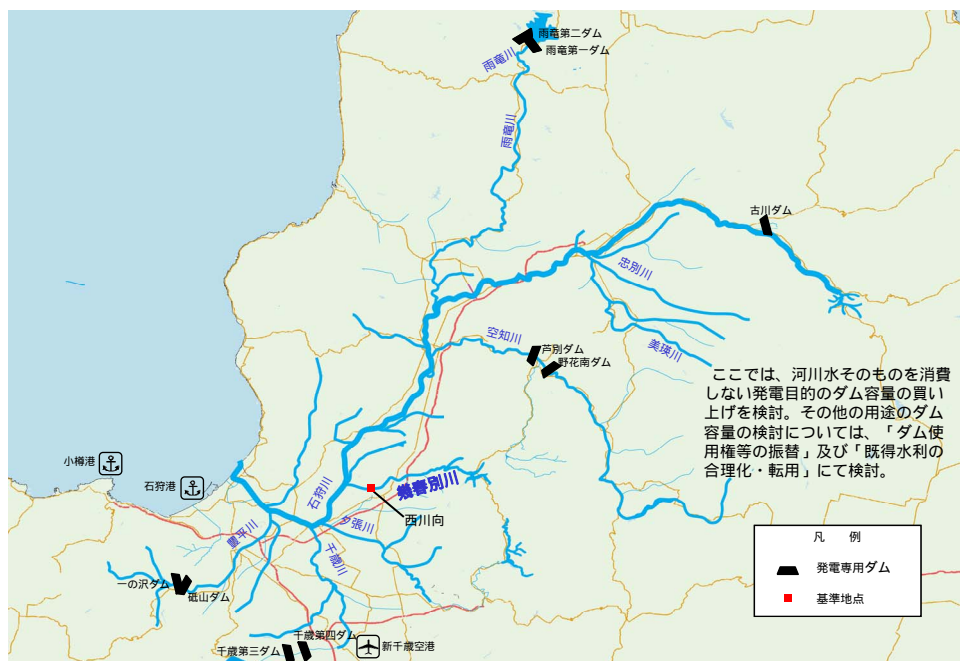 雨竜第二ダム
雨竜第一ダム
雨竜川
雨竜川
古川ダム
忠別川
美瑛川
空知川
芦別ダム
野花南ダム
ここでは、河川水そのものを消費
しない発電目的のダム容量の買い
上げを検討。その他の用途のダム
容量の検討については、「ダム使
用権等の振替」及び「既得水利の
合理化・転用」にて検討。
小樽港
石狩港
石狩川
幾春別川
西川向
夕張川
豊平川
千歳川
一の沢ダム
砥山ダム
千歳第四ダム
千歳第三ダム
新千歳空港
凡 例
発電専用ダム
基準地点